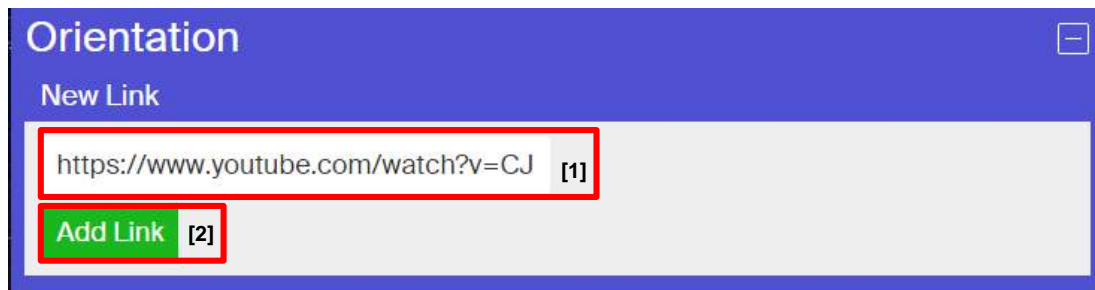 Orientation
New Link
https://www.youtube.com/watch?v=CJ [1]
Add Link [2]